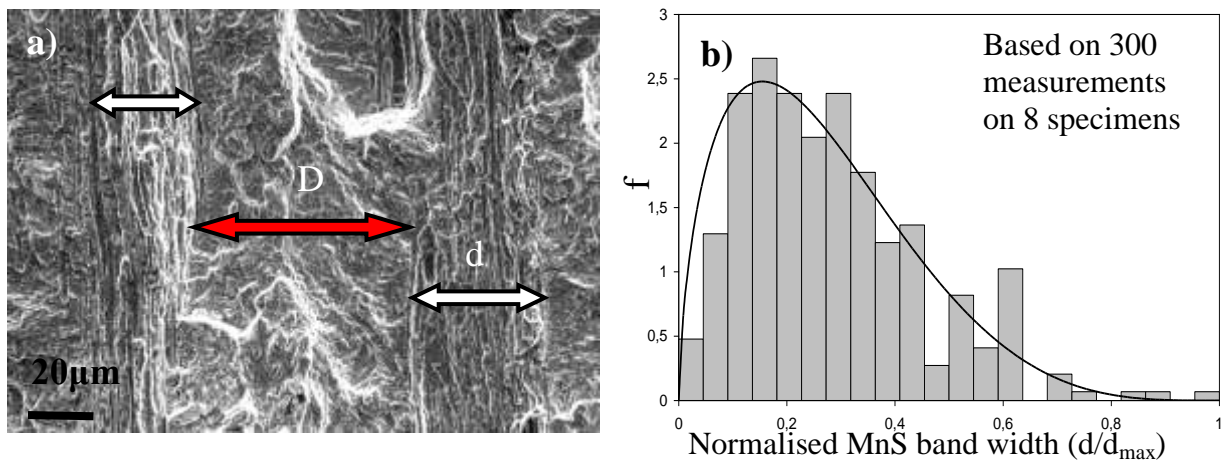 a)
D
d
20µm
b)
Based on 300
measurements
on 8 specimens
f
3
2,5
2
1,5
1
0,5
0
0 0,2 0,4 0,6 0,8 1
Normalised MnS band width (d/dmax)